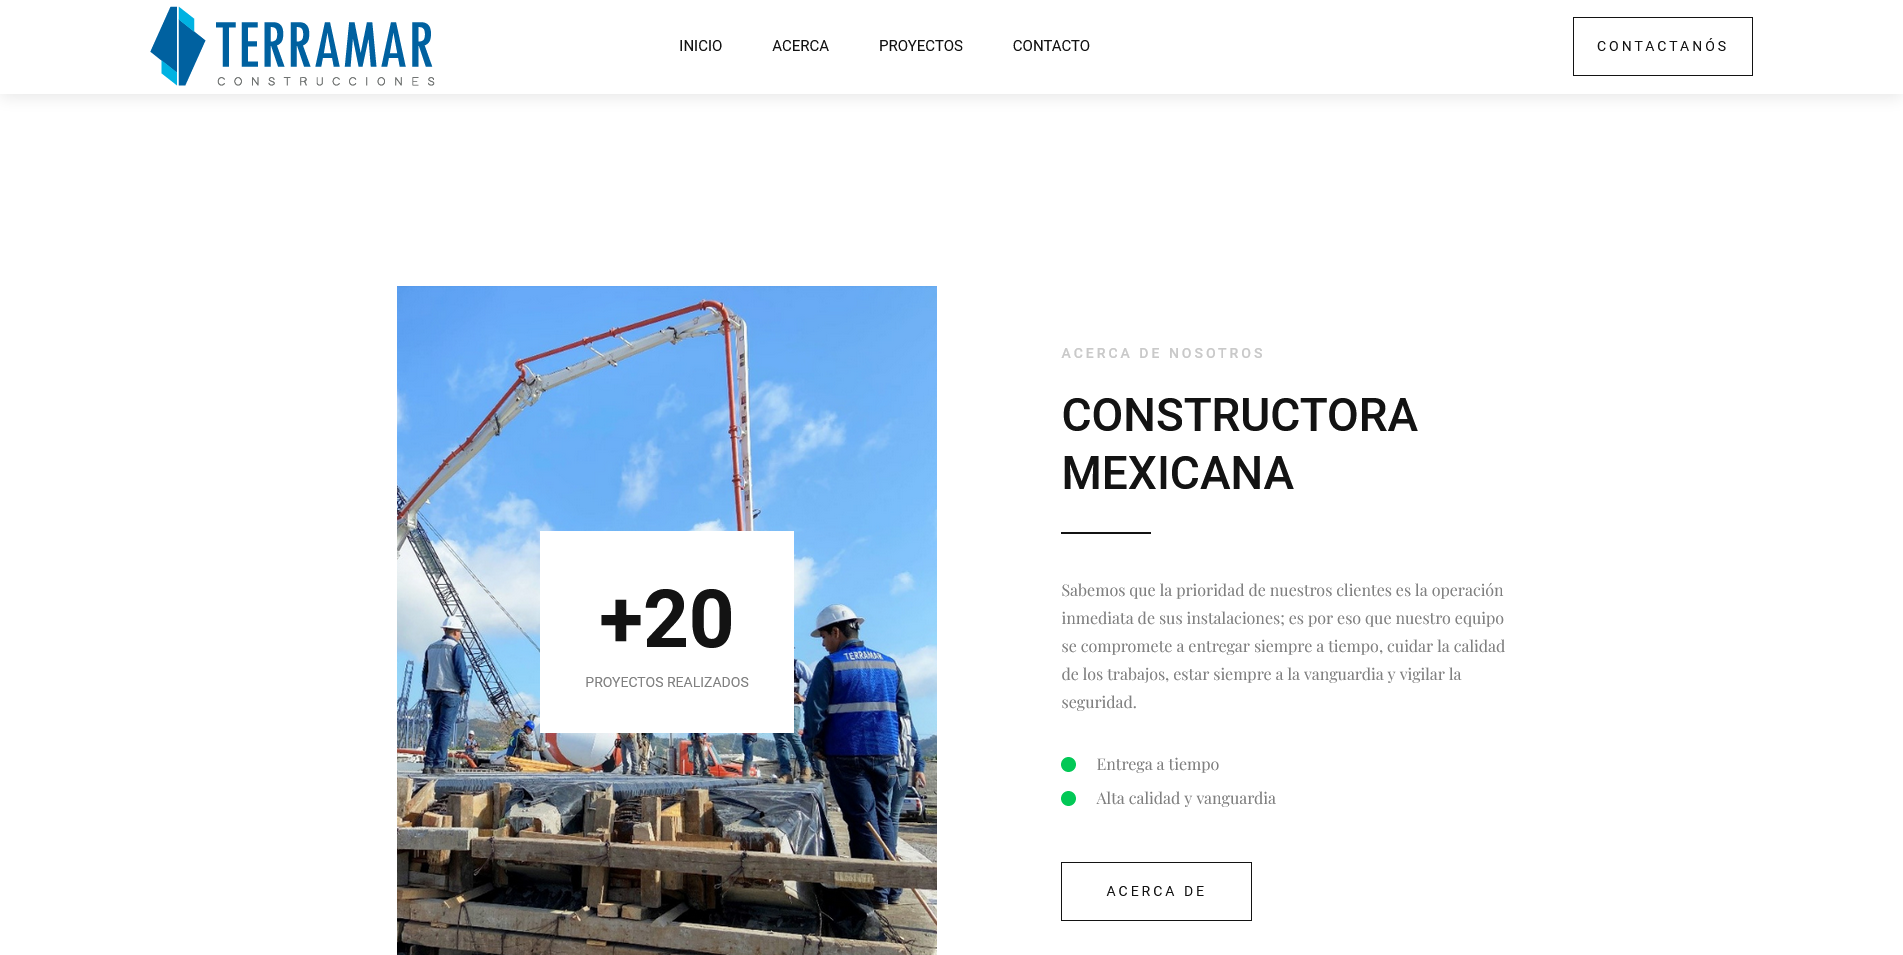 TERRAMAR
CONSTRUCCIONES
INICIO
ACERCA
PROYECTOS
CONTACTO
CONTACTANÓS
+20
PROYECTOS REALIZADOS
TERRAMAR
ACERCA DE NOSOTROS
CONSTRUCTORA
MEXICANA
Sabemos que la prioridad de nuestros clientes es la operación
inmediata de sus instalaciones; es por eso que nuestro equipo
se compromete a entregar siempre a tiempo, cuidar la calidad
de los trabajos, estar siempre a la vanguardia y vigilar la
seguridad.
Entrega a tiempo
Alta calidad y vanguardia
ACERCA DE